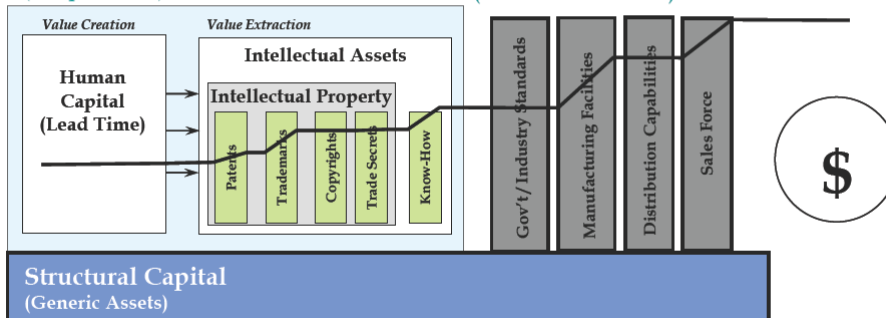 Value Creation
Value Extraction
Human
Capital
(Lead Time)
Intellectual Assets
Intellectual Property
Patents
Trademarks
Copyrights
Trade Secrets
Know-How
Gov't/Industry Standards
Manufacturing Facilities
Distribution Capabilities
Sales Force
$
Structural Capital
(Generic Assets)